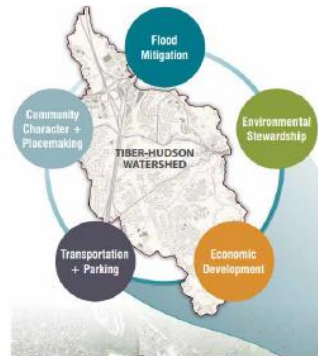 Flood
Mitigation
Community
Character +
Placemaking
Environmental
Stewardship
TIBER-HUDSON
WATERSHED
Transportation
+ Parking
Economic
Development